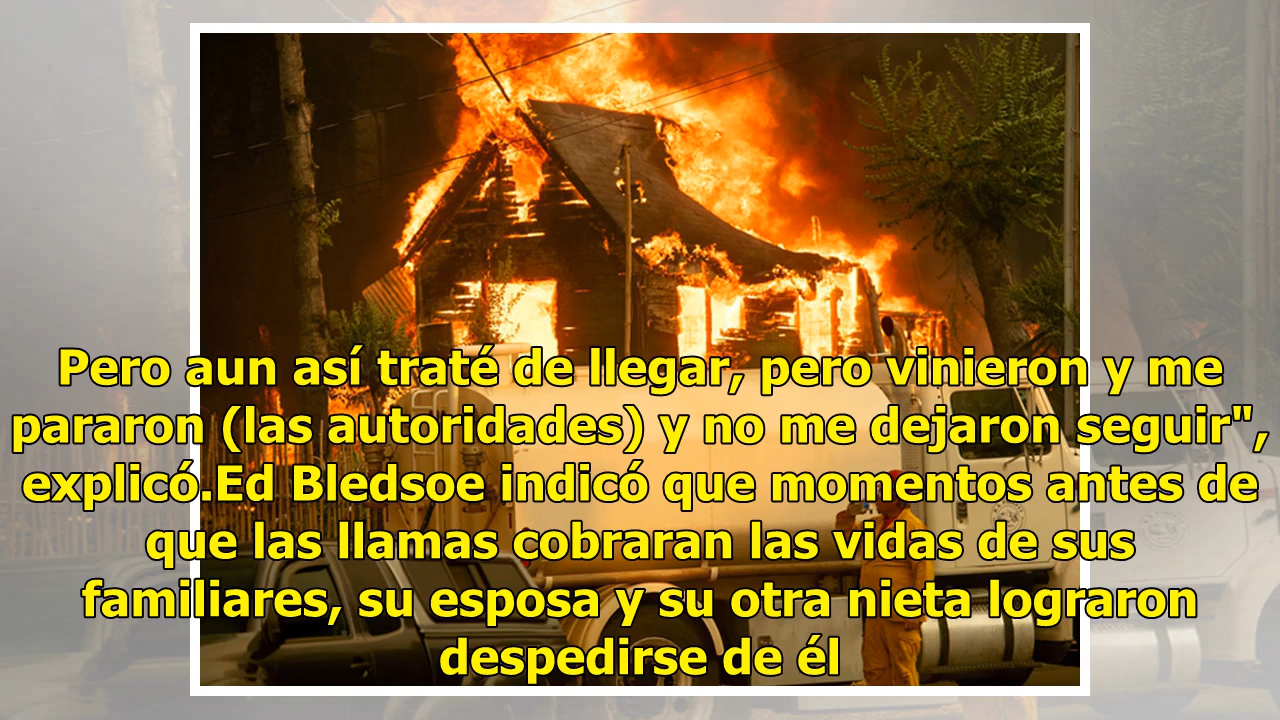 Pero aun así traté de llegar, pero vinieron y me
pararon (las autoridades) y no me dejaron seguir",
explicó.Ed Bledsoe indicó que momentos antes de
que las llamas cobraran las vidas de sus
familiares, su esposa y su otra nieta lograron
despedirse de él